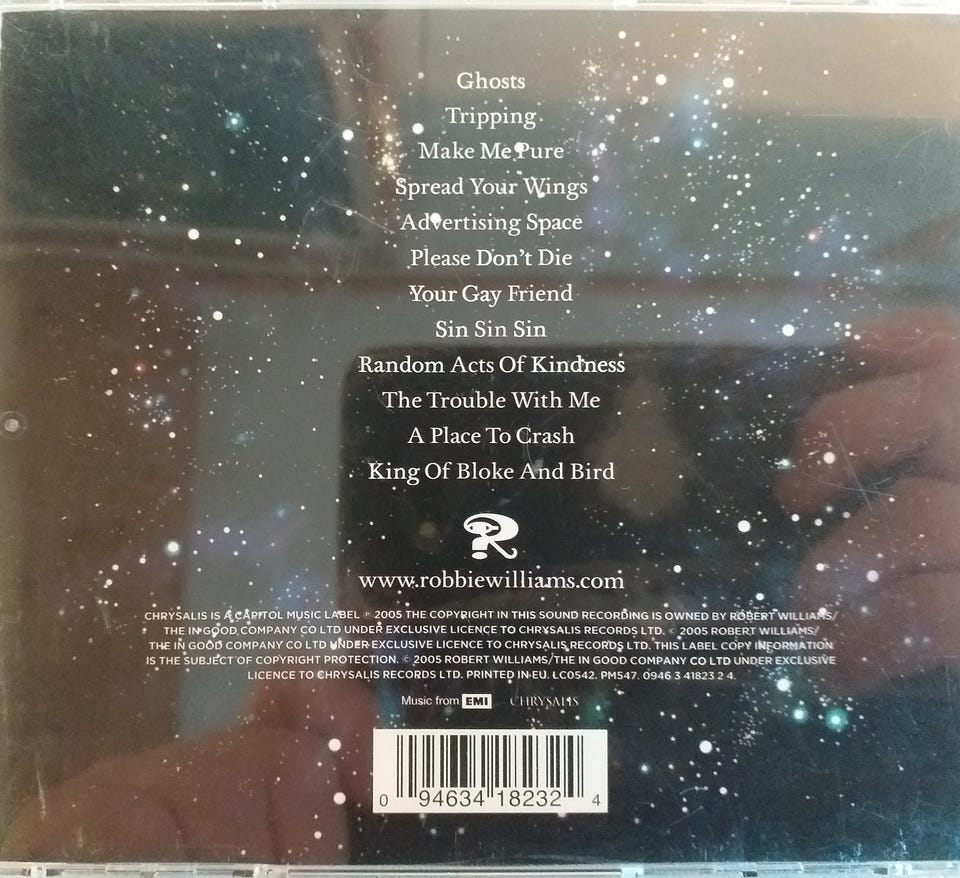 Ghosts
Tripping
Make Me Pure
Spread Your Wings
Advertising Space
Please Don't Die
Your Gay Friend
Sin Sin Sin
Random Acts Of Kindness
The Trouble With Me
A Place To Crash
King Of Bloke And Bird
www.robbiewilliams.com
CHRYSALIS IS A CAPITOL MUSIC LABEL ℗ 2005 THE COPYRIGHT IN THIS SOUND RECORDING IS OWNED BY ROBERT WILLIAMS/
THE IN GOOD COMPANY CO LTD UNDER EXCLUSIVE LICENCE TO CHRYSALIS RECORDS LTD. © 2005 ROBERT WILLIAMS/
THE IN GOOD COMPANY CO LTD UNDER EXCLUSIVE LICENCE TO CHRYSALIS RECORDS LTD. THIS LABEL COPY INFORMATION
IS THE SUBJECT OF COPYRIGHT PROTECTION. © 2005 ROBERT WILLIAMS/THE IN GOOD COMPANY CO LTD UNDER EXCLUSIVE
LICENCE TO CHRYSALIS RECORDS LTD. PRINTED IN EU. LC0542. PM547. 0946 3 41823 2 4.
Music from EMI CHRYSALIS
0 94634 18232 4